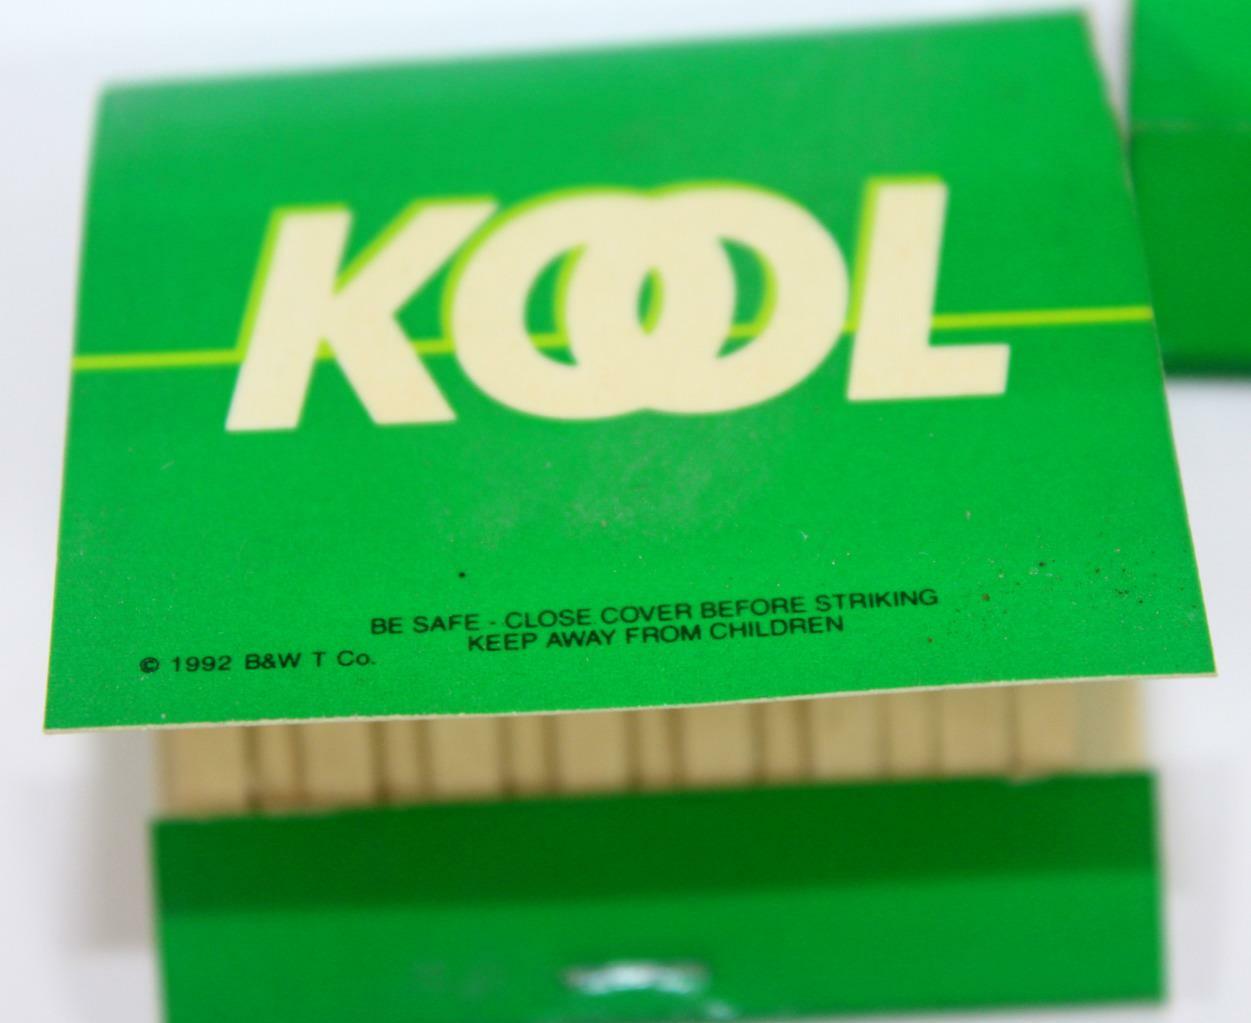 KOOL
BE SAFE - CLOSE COVER BEFORE STRIKING
KEEP AWAY FROM CHILDREN
© 1992 B&W T Co.